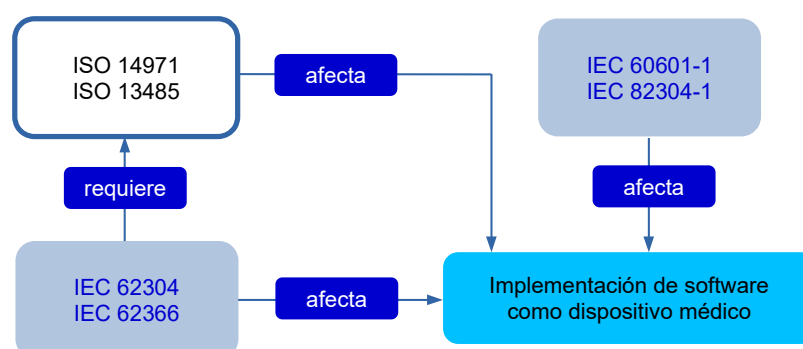 ISO 14971
ISO 13485
afecta
IEC 60601-1
IEC 82304-1
requiere
afecta
IEC 62304
IEC 62366
afecta
Implementación de software
como dispositivo médico